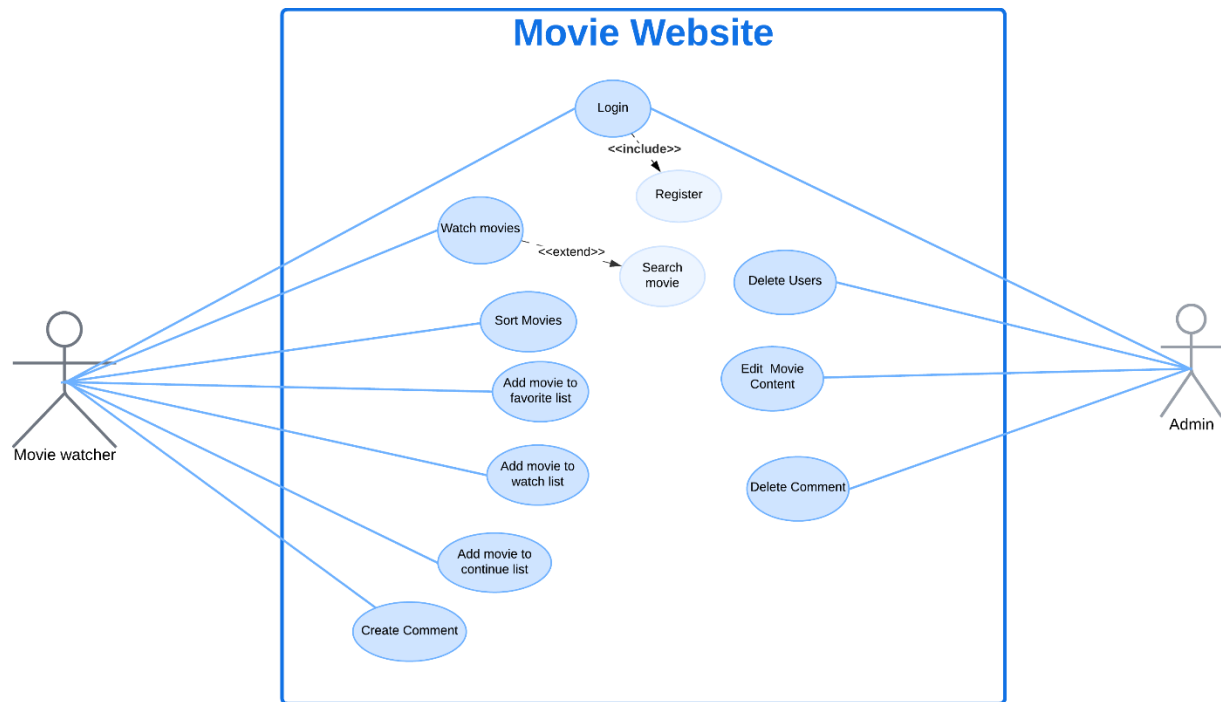 Movie Website
Login
<<include>>
Register
Watch movies
<<extend>>
Search
movie
Delete Users
Sort Movies
Edit  Movie
Content
Add movie to
favorite list
Movie watcher
Admin
Add movie to
watch list
Delete Comment
Add movie to
continue list
Create Comment